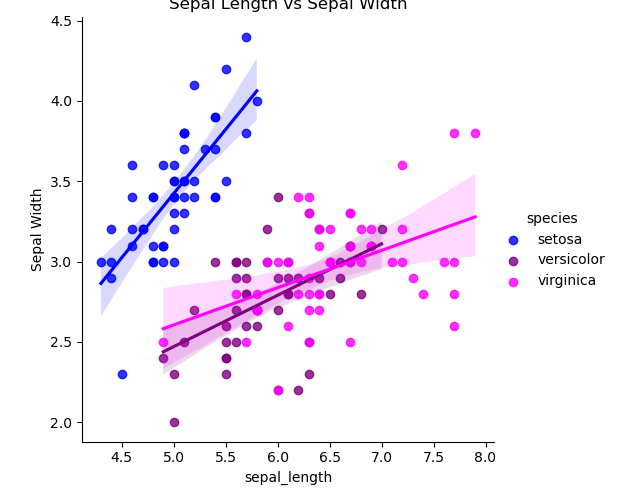 Sepal Length vs Sepal Width
4.5
4.0
3.5
3.0
2.5
2.0
Sepal Width
4.5 5.0 5.5 6.0 6.5 7.0 7.5 8.0
sepal_length
species
setosa
versicolor
virginica